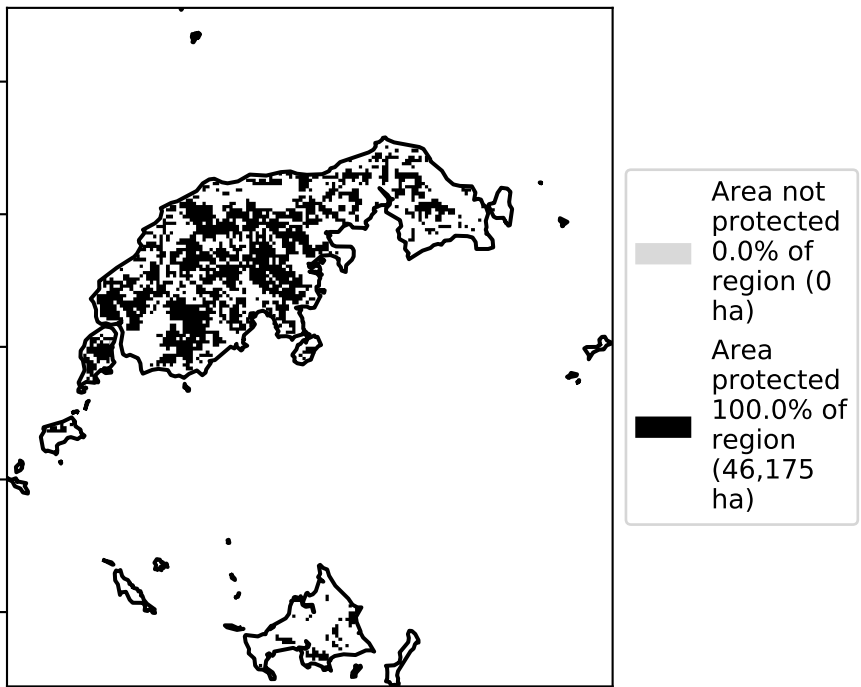 Area not
protected
0.0% of
region (0
ha)
Area
protected
100.0% of
region
(46,175
ha)